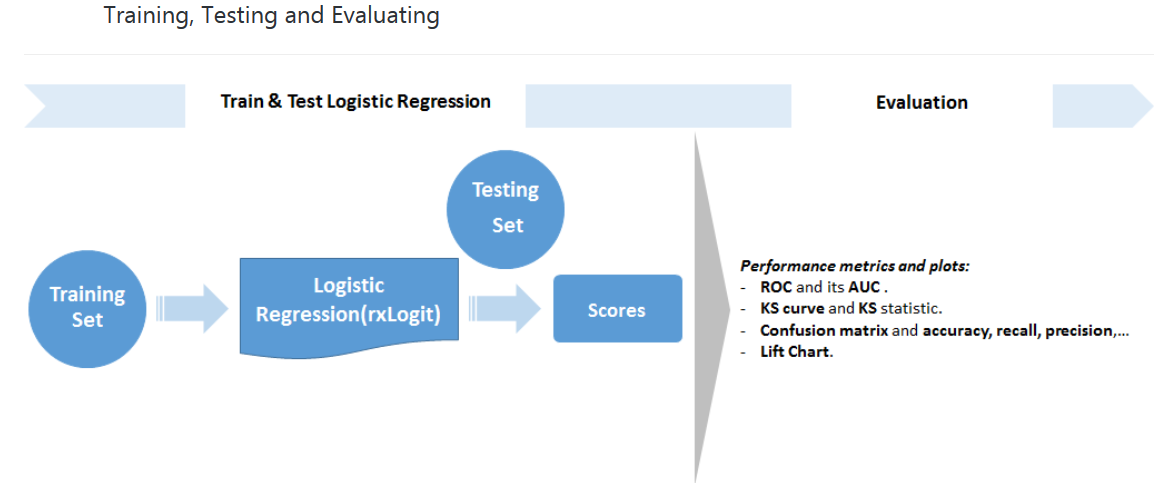 Training, Testing and Evaluating
Train & Test Logistic Regression
Evaluation
Testing
Set
Training
Set
Logistic
Regression(rxLogit)
Scores
Performance metrics and plots:
- ROC and its AUC .
- KS curve and KS statistic.
- Confusion matrix and accuracy, recall, precision,...
- Lift Chart.